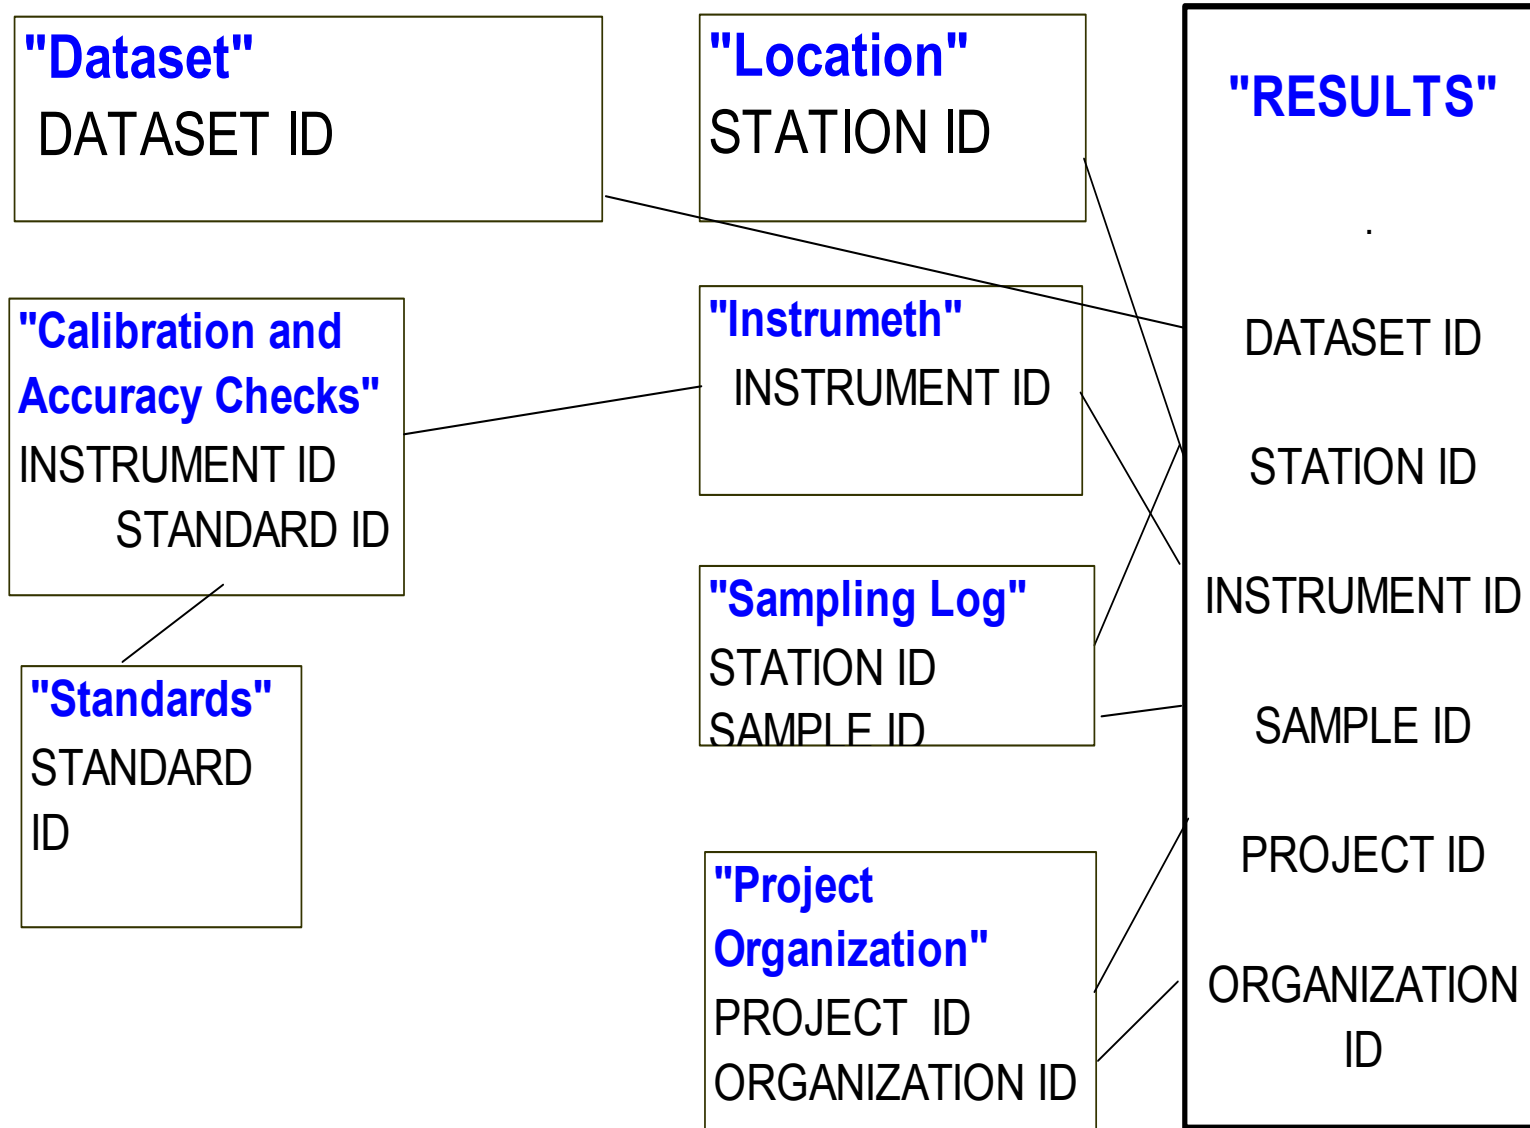 "Dataset"
DATASET ID
"Location"
STATION ID
"RESULTS"
.
DATASET ID
STATION ID
INSTRUMENT ID
SAMPLE ID
PROJECT ID
ORGANIZATION
ID
"Calibration and
Accuracy Checks"
INSTRUMENT ID
STANDARD ID
"Instrumeth"
INSTRUMENT ID
"Sampling Log"
STATION ID
SAMPLE ID
"Standards"
STANDARD
ID
"Project
Organization"
PROJECT ID
ORGANIZATION ID